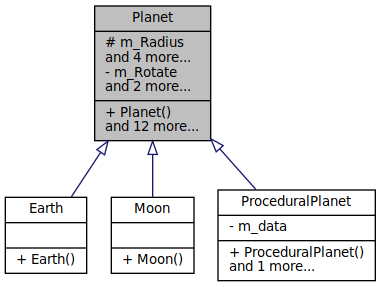 Planet
# m_Radius
and 4 more...
- m_Rotate
and 2 more...
+ Planet()
and 12 more...
Earth
+ Earth()
Moon
+ Moon()
ProceduralPlanet
- m_data
+ ProceduralPlanet()
and 1 more...